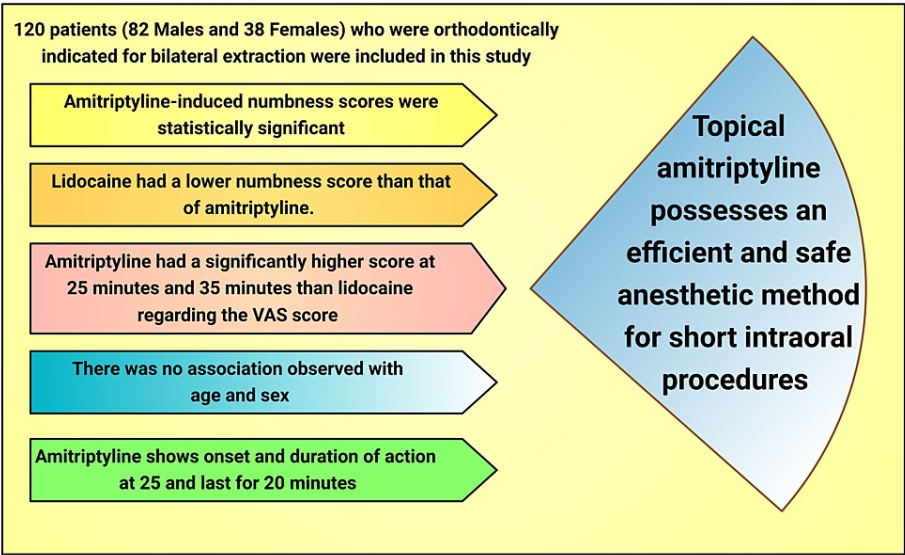 120 patients (82 Males and 38 Females) who were orthodontically
indicated for bilateral extraction were included in this study
Amitriptyline-induced numbness scores were
statistically significant
Lidocaine had a lower numbness score than that
of amitriptyline.
Amitriptyline had a significantly higher score at
25 minutes and 35 minutes than lidocaine
regarding the VAS score
There was no association observed with
age and sex
Amitriptyline shows onset and duration of action
at 25 and last for 20 minutes
Topical
amitriptyline
possesses an
efficient and safe
anesthetic method
for short intraoral
procedures